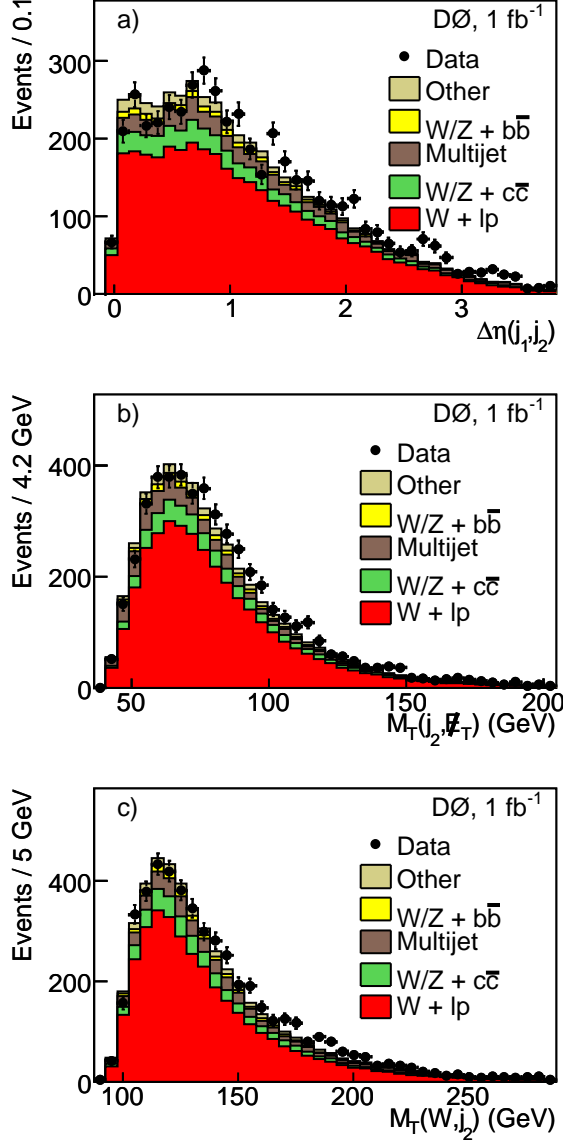 a)
DØ, 1 fb⁻¹
Events / 0.1
300
200
100
0
Data
Other
W/Z + bb̅
Multijet
W/Z + cc̅
W + lp
0 1 2 3
Δη(j₁,j₂)
b)
DØ, 1 fb⁻¹
Events / 4.2 GeV
400
200
0
Data
Other
W/Z + bb̅
Multijet
W/Z + cc̅
W + lp
50 100 150 200
M_T(j₂,E̸_T) (GeV)
c)
DØ, 1 fb⁻¹
Events / 5 GeV
400
200
0
Data
Other
W/Z + bb̅
Multijet
W/Z + cc̅
W + lp
100 150 200 250
M_T(W,j₂) (GeV)